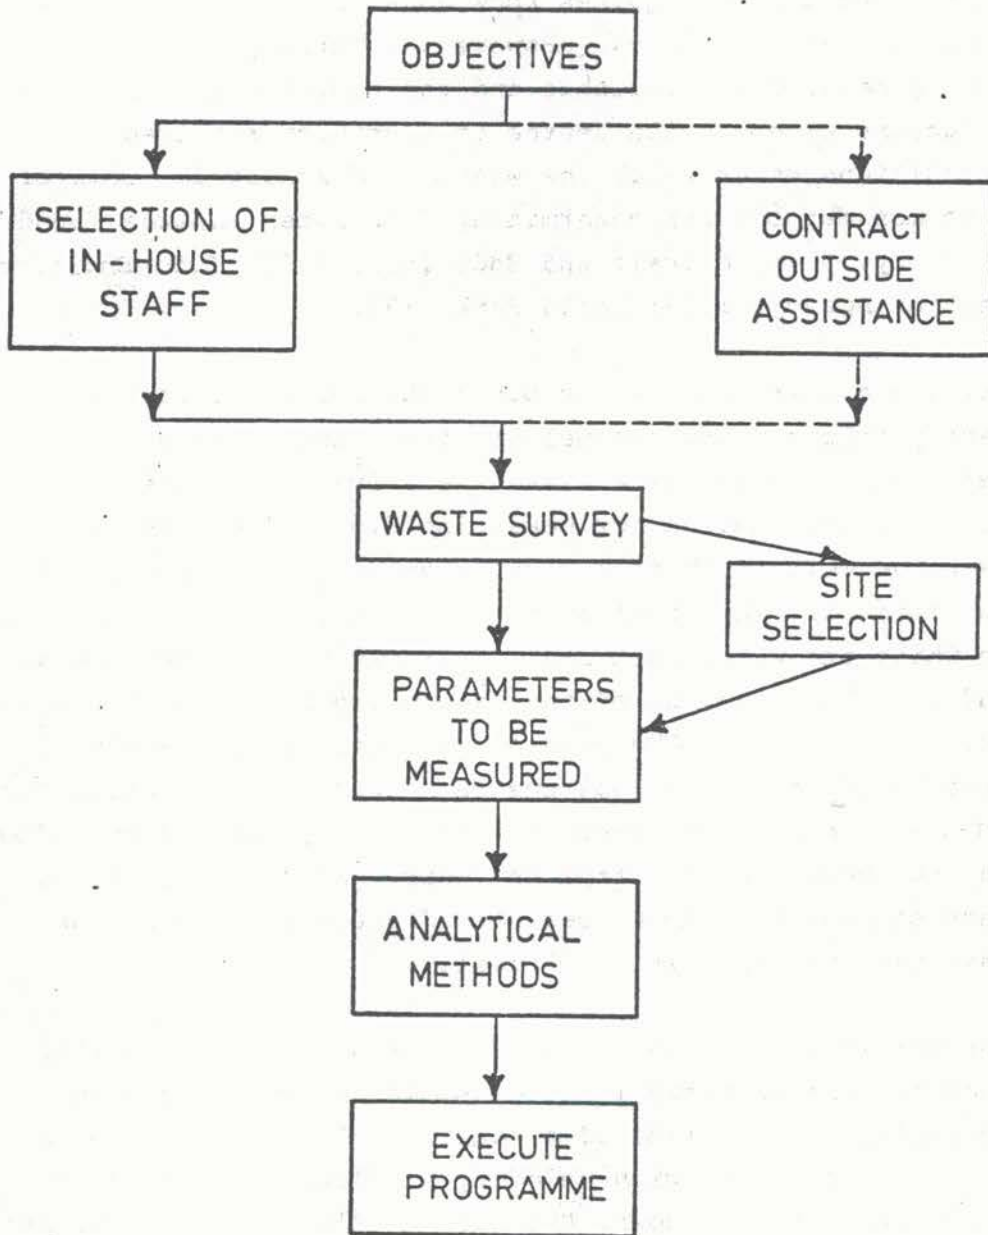 OBJECTIVES
SELECTION OF
IN-HOUSE
STAFF
CONTRACT
OUTSIDE
ASSISTANCE
WASTE SURVEY
SITE
SELECTION
PARAMETERS
TO BE
MEASURED
ANALYTICAL
METHODS
EXECUTE
PROGRAMME